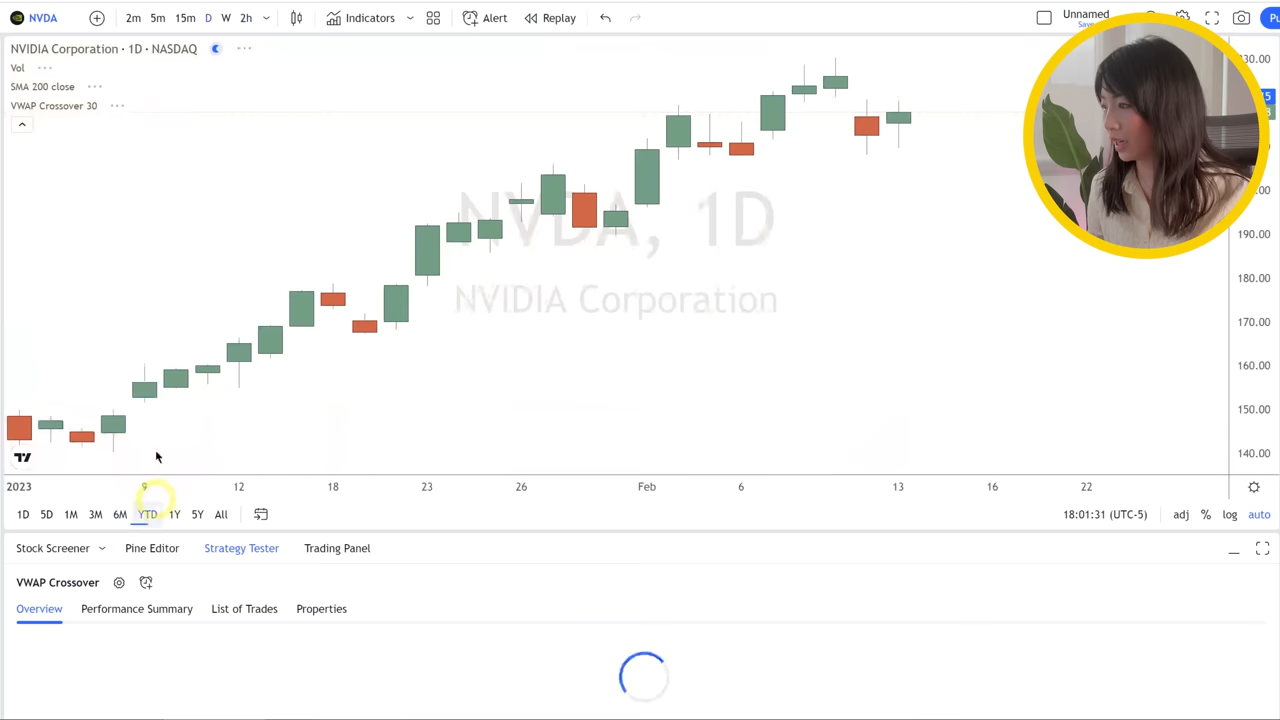 NVDA 2m 5m 15m D W 2h Indicators Alert Replay Unnamed
NVIDIA Corporation · 1D · NASDAQ
Vol
SMA 200 close
VWAP Crossover 30
NVDA, 1D
NVIDIA Corporation
190.00
180.00
170.00
160.00
150.00
140.00
2023 9 12 18 23 26 Feb 6 13 16 22
1D 5D 1M 3M 6M YTD 1Y 5Y All 18:01:31 (UTC-5) adj % log auto
Stock Screener Pine Editor Strategy Tester Trading Panel
VWAP Crossover
Overview Performance Summary List of Trades Properties